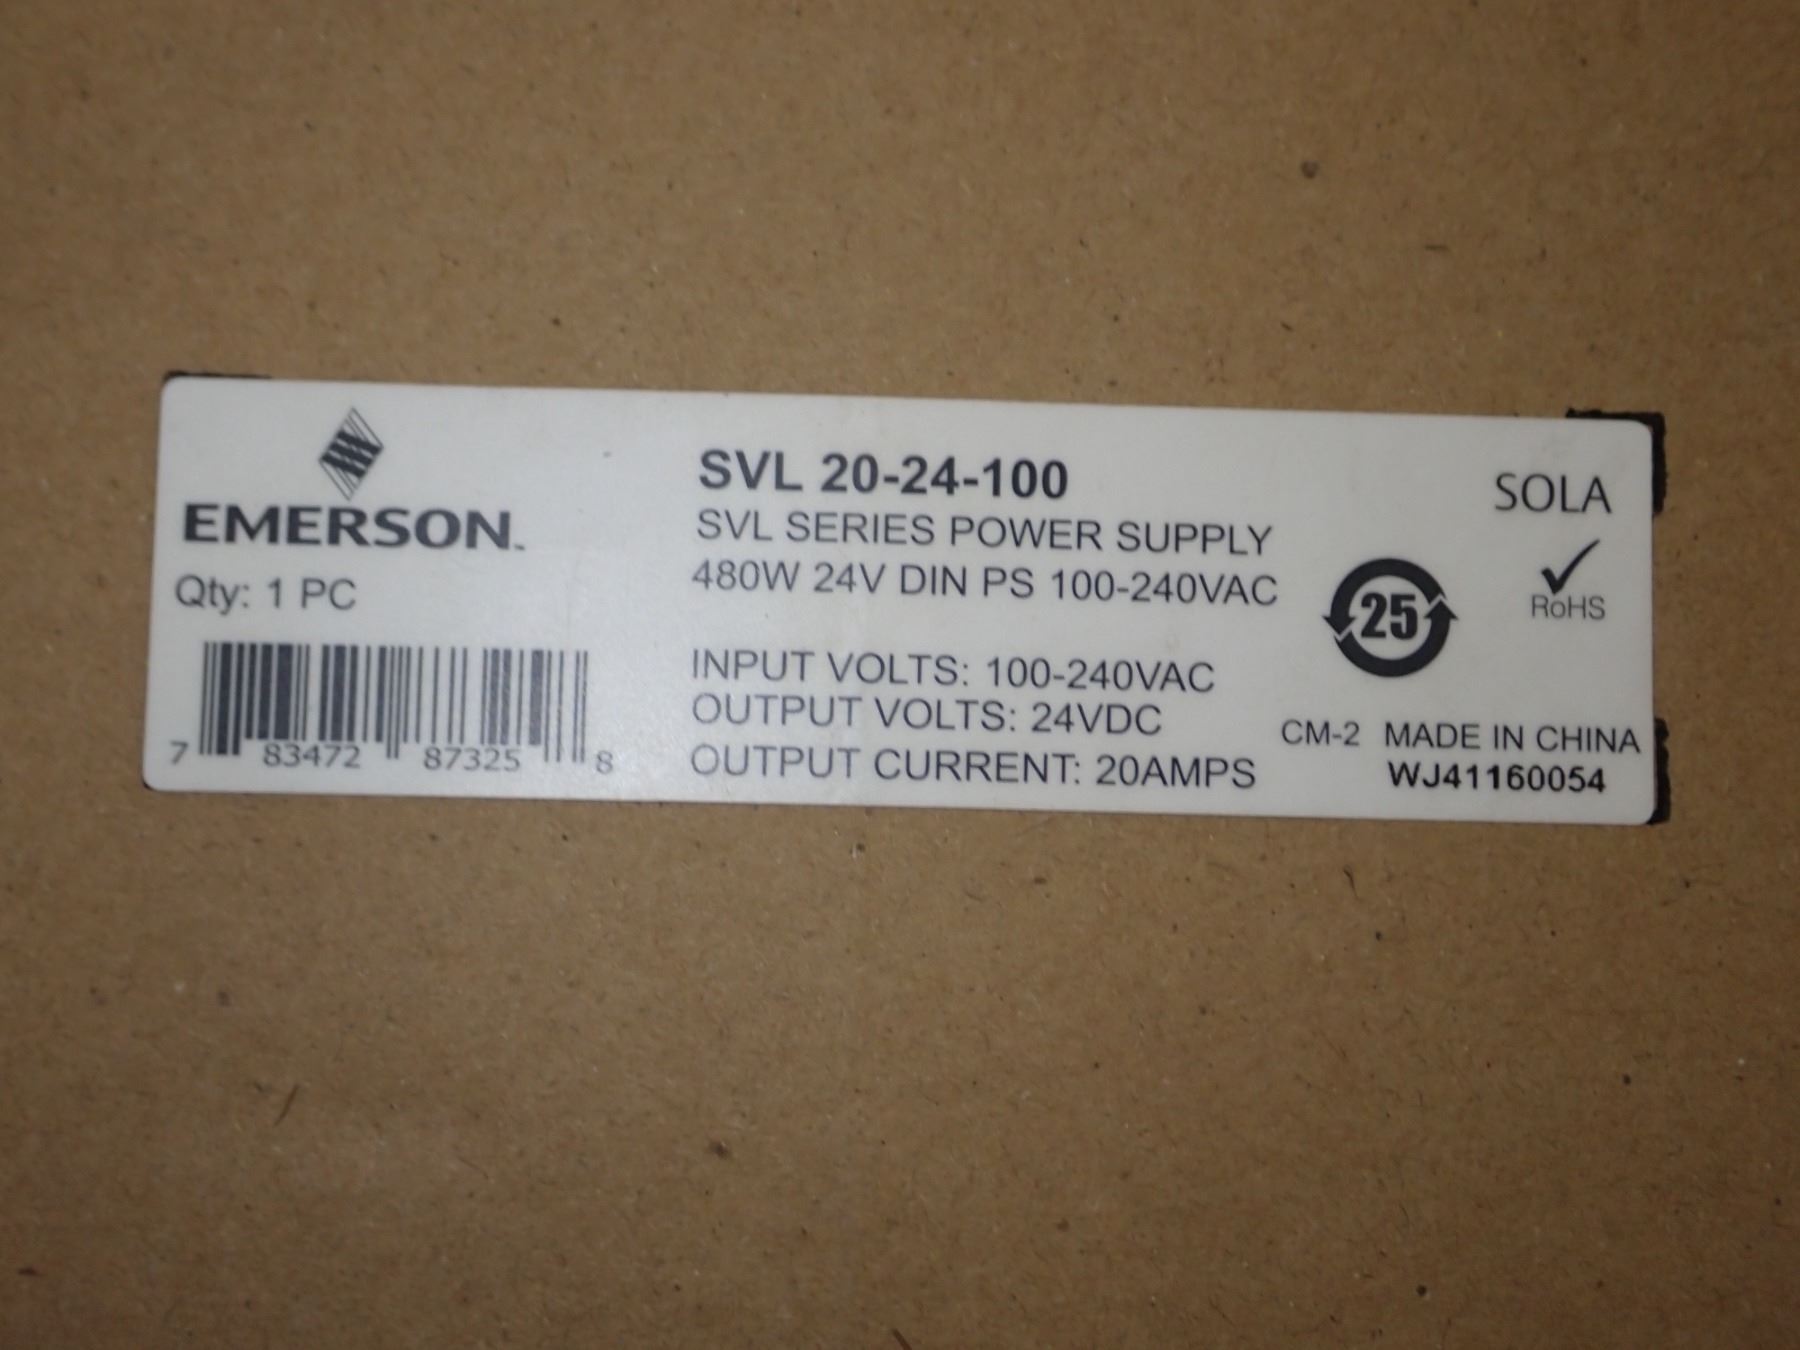 EMERSON™
Qty: 1 PC
7 83472 87325 8
SVL 20-24-100
SVL SERIES POWER SUPPLY
480W 24V DIN PS 100-240VAC
INPUT VOLTS: 100-240VAC
OUTPUT VOLTS: 24VDC
OUTPUT CURRENT: 20AMPS
SOLA
25
RoHS
CM-2 MADE IN CHINA
WJ41160054